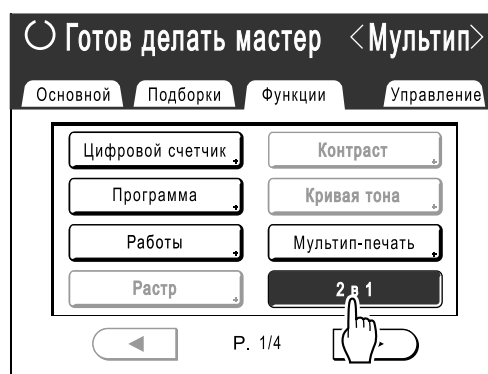 Готов делать мастер <Мультип>
Основной Подборки Функции Управление
Цифровой счетчик Контраст
Программа Кривая тона
Работы Мультип-печать
Растр 2 в 1
P. 1/4